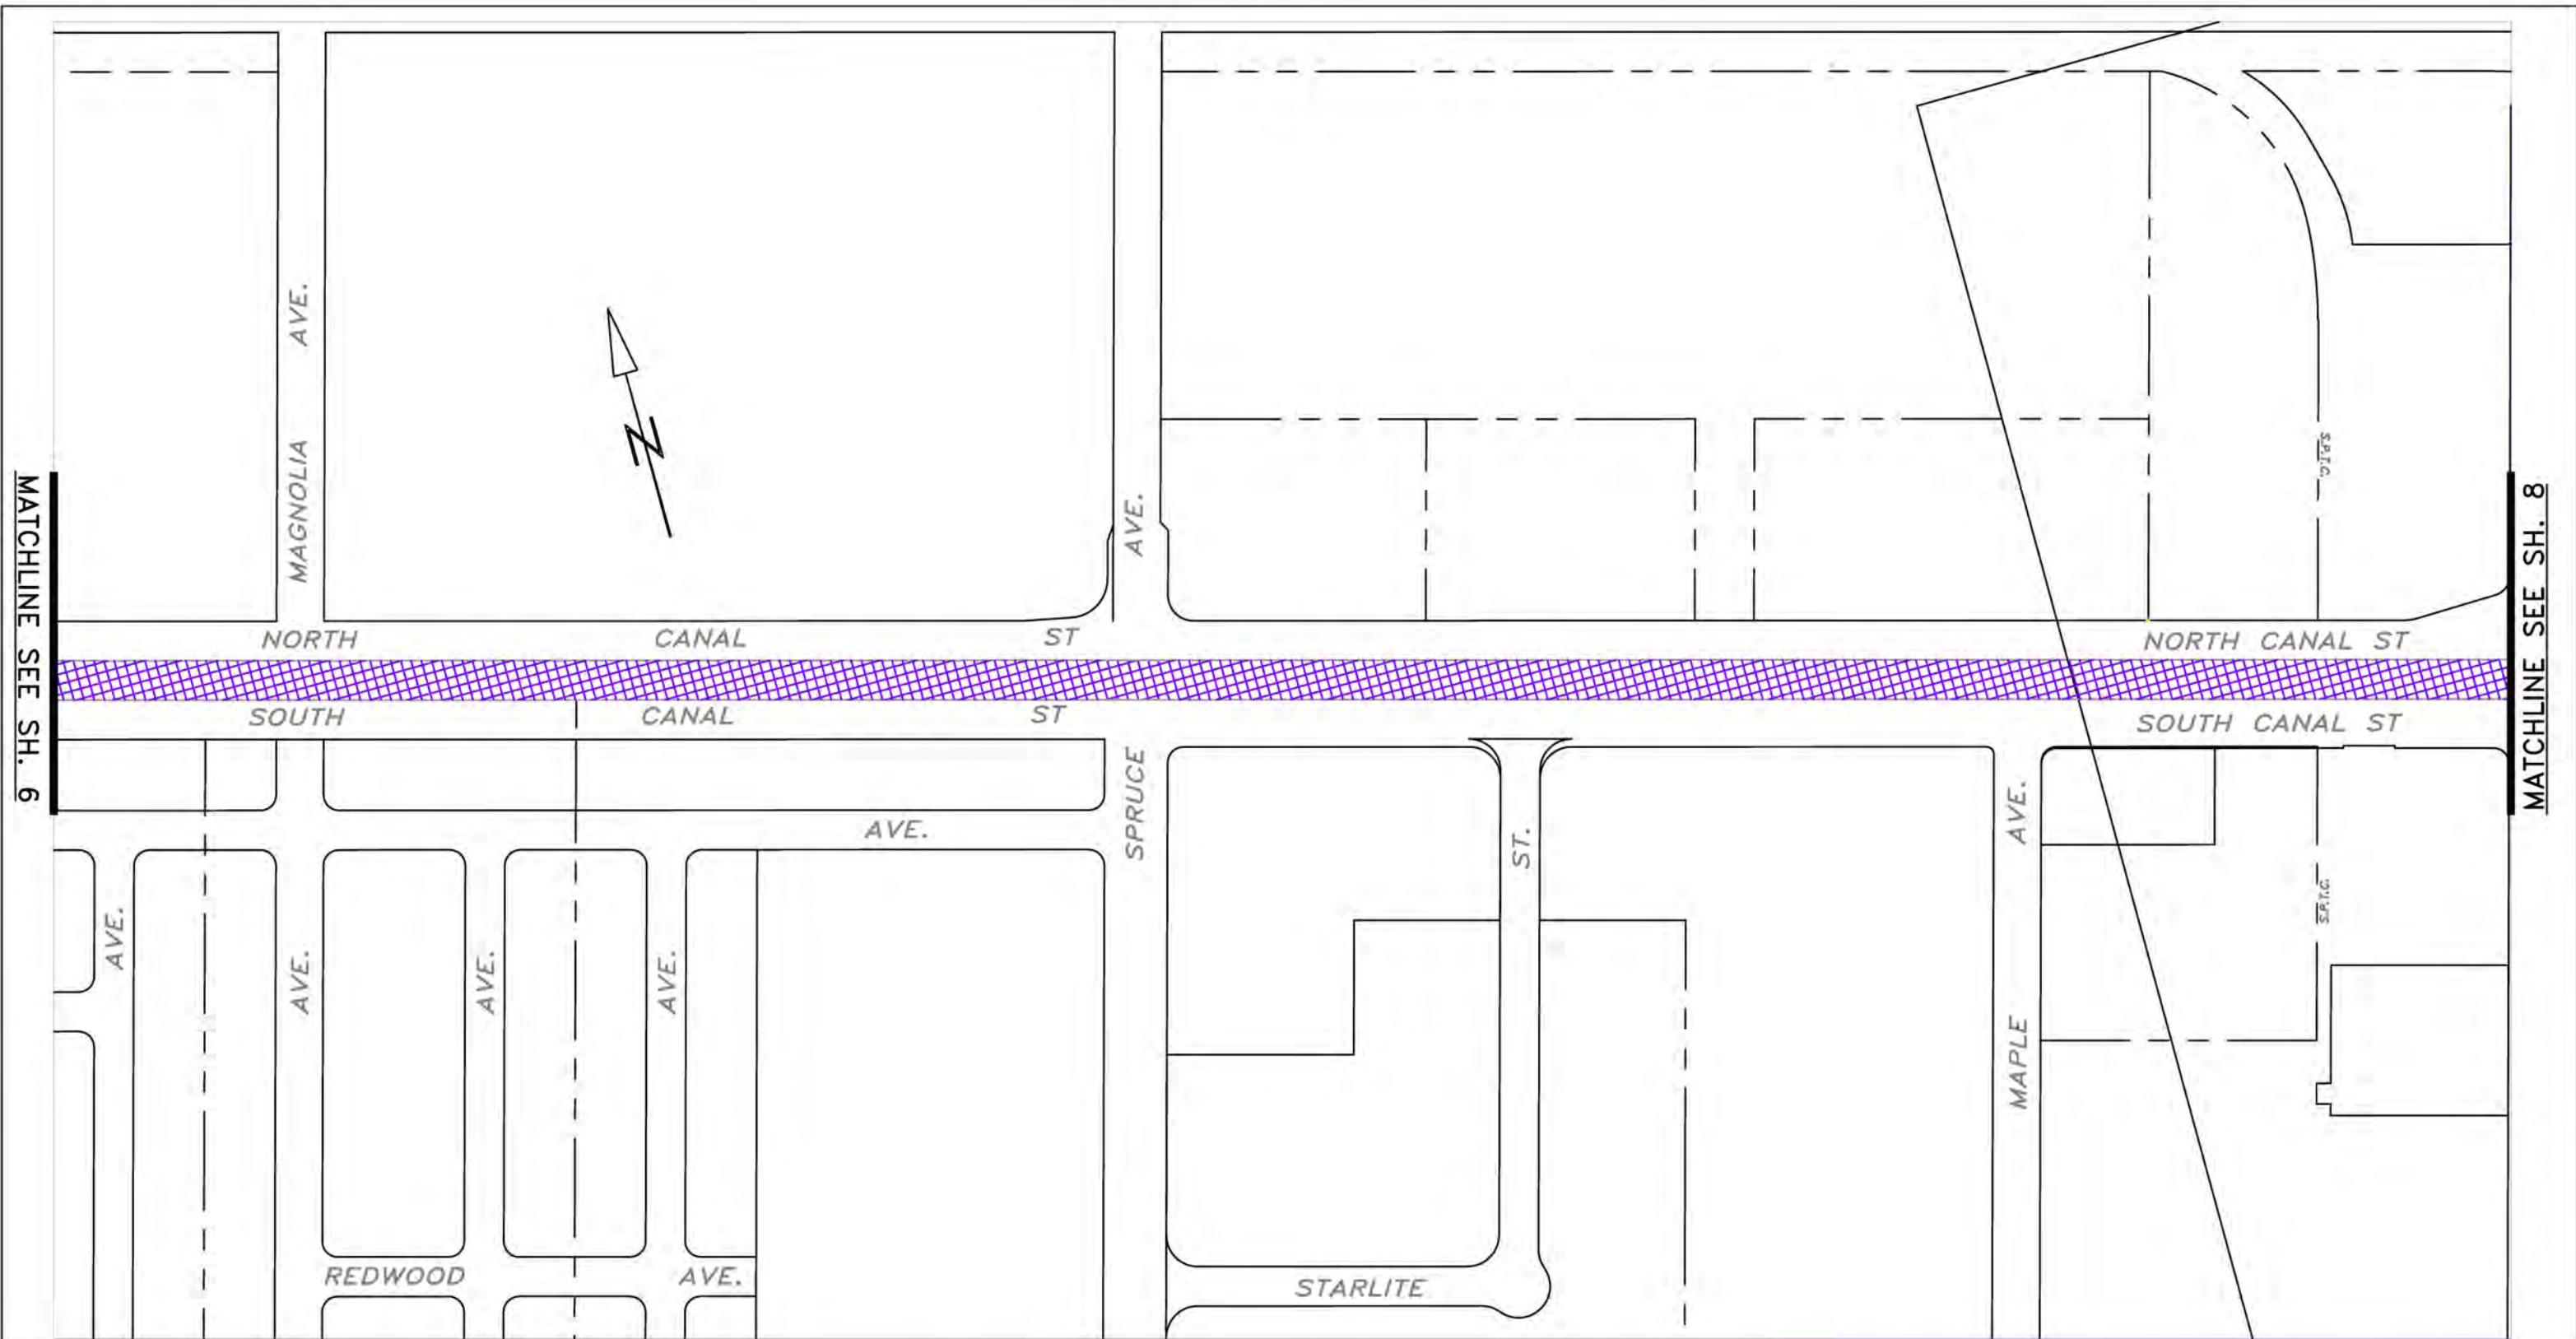 AVE.
MAGNOLIA
N
AVE.
S.P.T.C.
MATCHLINE SEE SH. 6
MATCHLINE SEE SH. 8
NORTH CANAL ST
NORTH CANAL ST
SOUTH CANAL ST
SOUTH CANAL ST
SPRUCE
AVE.
ST.
AVE.
S.P.T.C.
AVE.
AVE.
AVE.
AVE.
MAPLE
REDWOOD AVE.
STARLITE